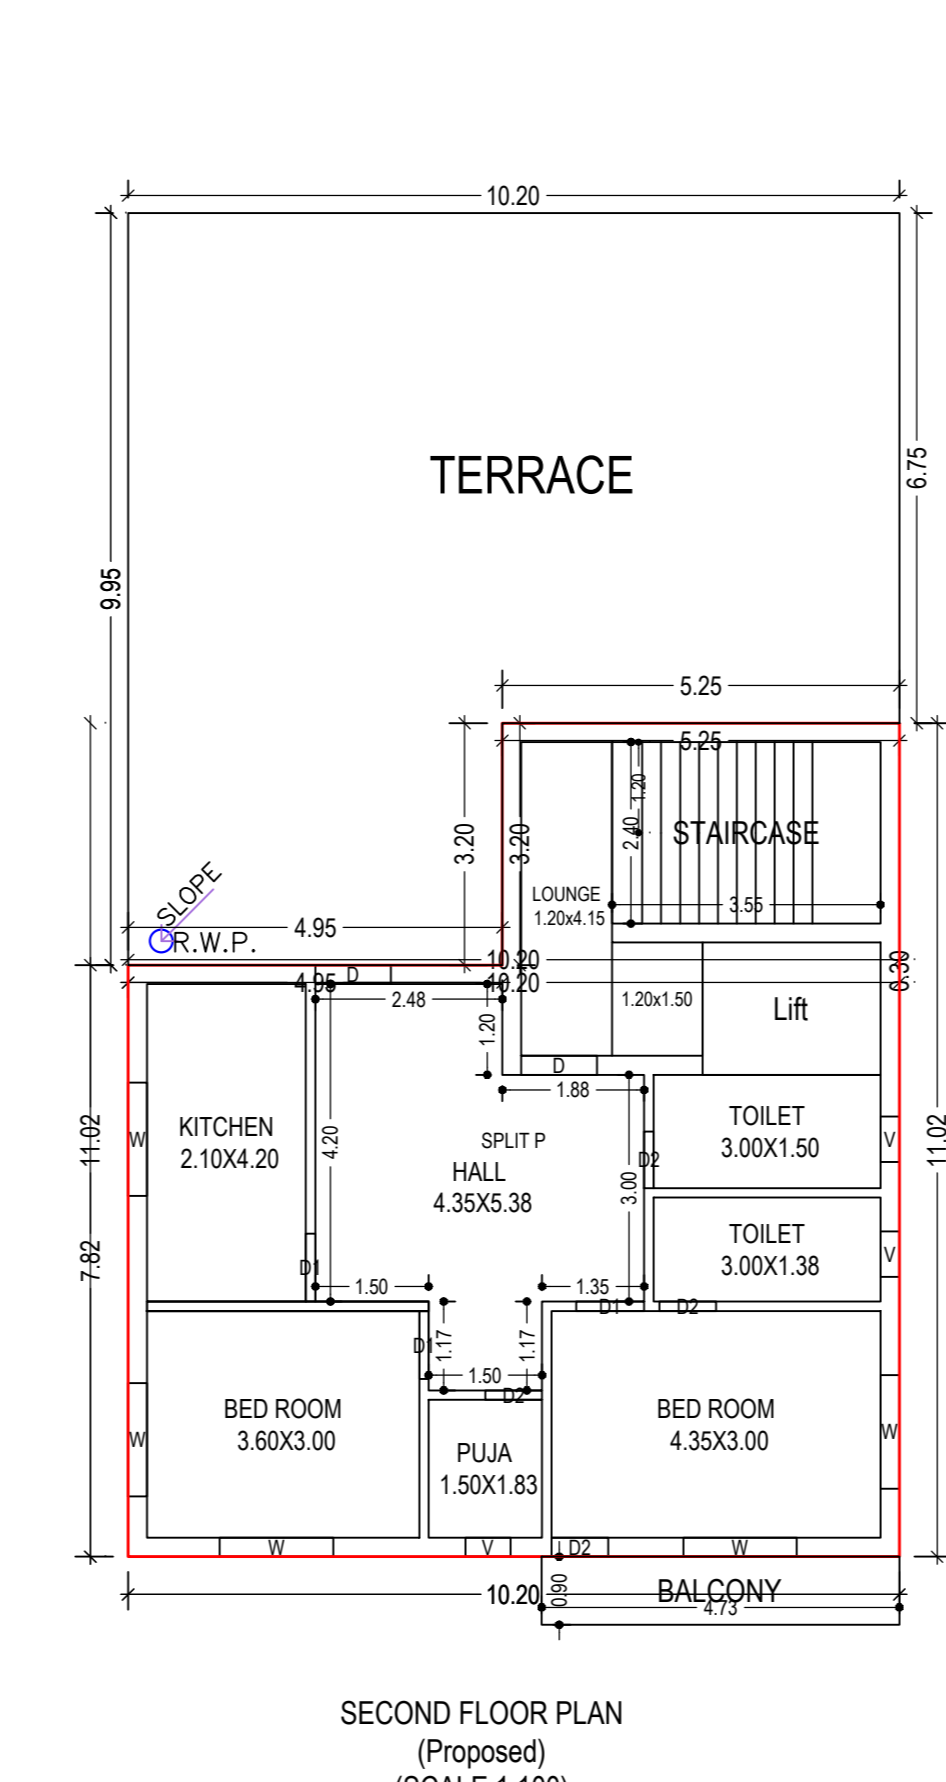 10.20
TERRACE
6.75
9.95
5.25
5.25
1.20
2.40
STAIRCASE
3.20
3.20
LOUNGE
1.20x4.15
3.55
SLOPE
R.W.P.
4.95
10.20
D
4.95
10.20
2.48
1.20
1.20x1.50
Lift
D
1.88
KITCHEN
2.10X4.20
W
11.02
4.20
SPLIT P
HALL
4.35X5.38
D2
3.00
TOILET
3.00X1.50
V
11.02
7.82
TOILET
3.00X1.38
V
D1
1.50
1.35
D1
D2
D1
1.17
1.17
1.50
D2
BED ROOM
3.60X3.00
W
PUJA
1.50X1.83
BED ROOM
4.35X3.00
W
W
V
D2
W
0.90
BALCONY
4.73
10.20
SECOND FLOOR PLAN
(Proposed)
(SCALE 1:100)